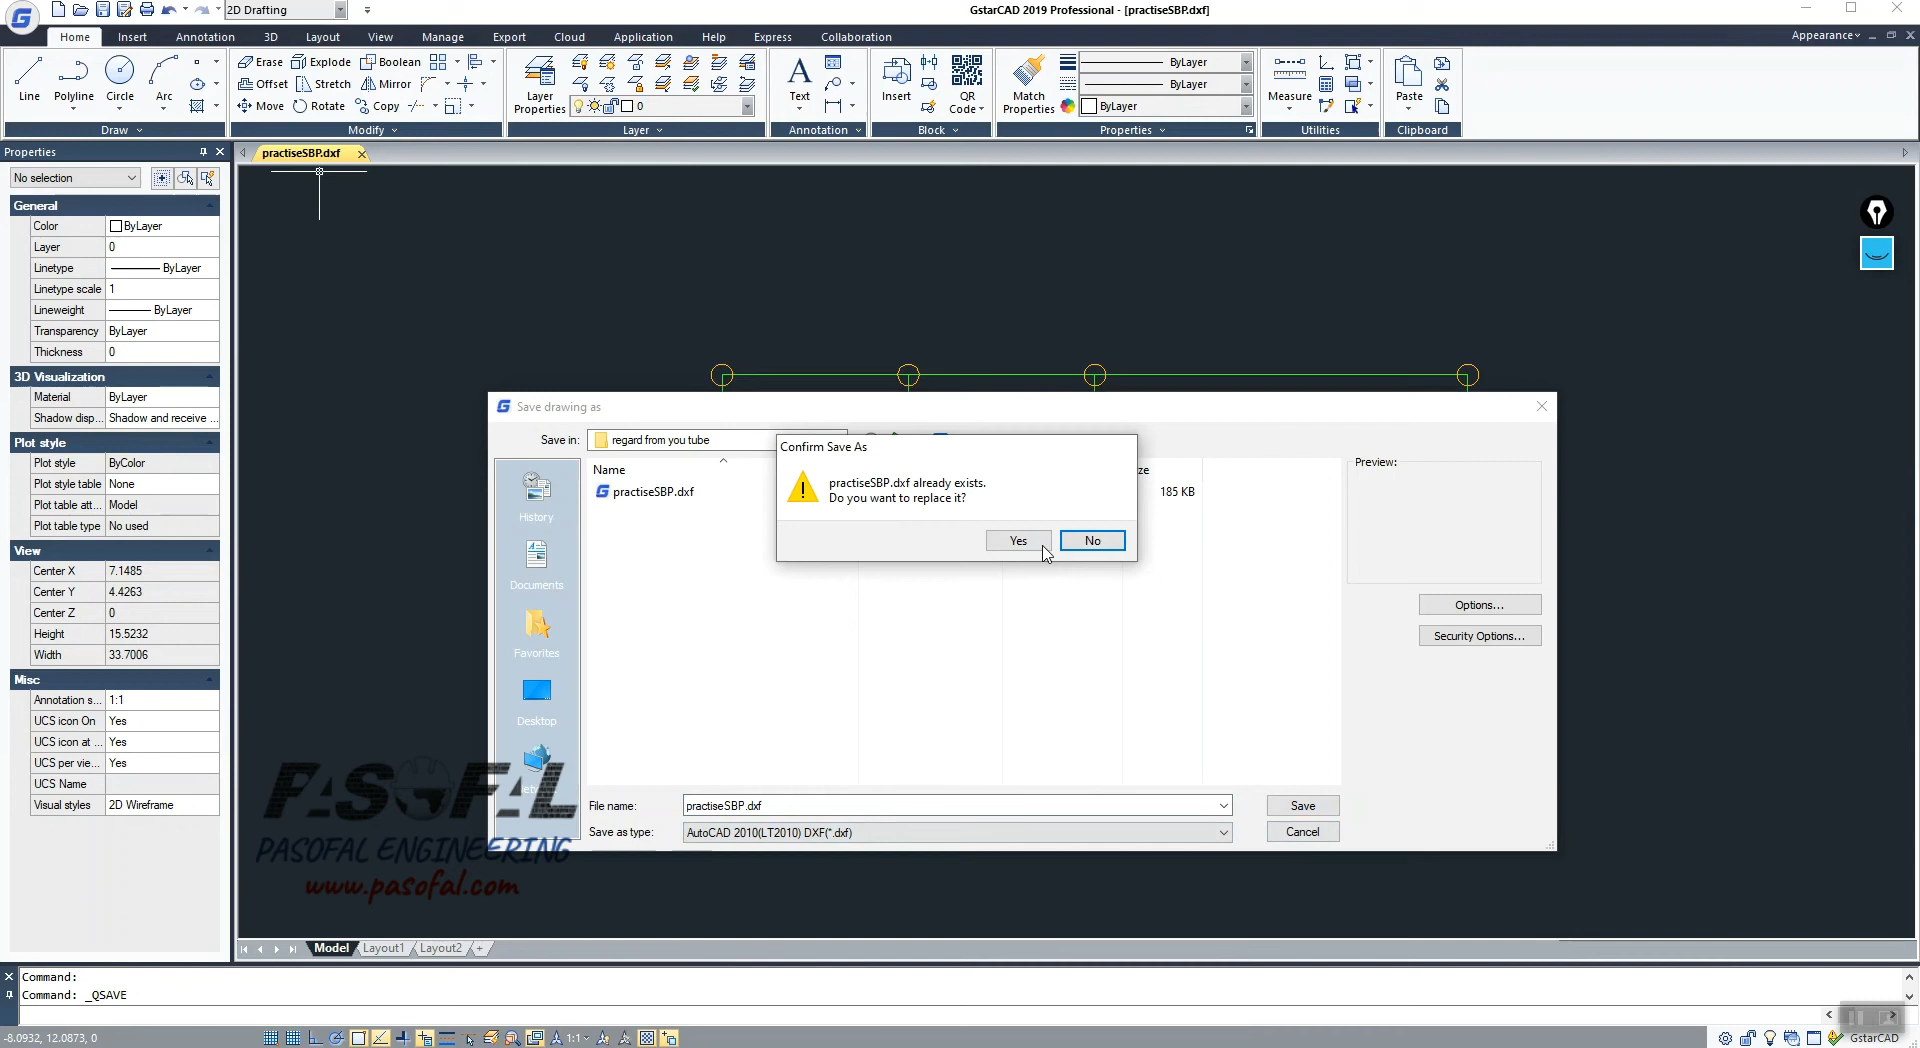 2D Drafting
GstarCAD 2019 Professional - [practiseSBP.dxf]
Home Insert Annotation 3D Layout View Manage Export Cloud Application Help Express Collaboration
Appearance
Line Polyline Circle Arc
Erase Explode Boolean
Offset Stretch Mirror
Move Rotate Copy
Layer Properties
0
Text
Insert
QR Code
Match Properties
ByLayer
ByLayer
ByLayer
Measure
Paste
Draw Modify Layer Annotation Block Properties Utilities Clipboard
Properties
practiseSBP.dxf
No selection
General
Color ByLayer
Layer 0
Linetype ByLayer
Linetype scale 1
Lineweight ByLayer
Transparency ByLayer
Thickness 0
3D Visualization
Material ByLayer
Shadow disp... Shadow and receive ...
Plot style
Plot style ByColor
Plot style table None
Plot table att... Model
Plot table type No used
View
Center X 7.1485
Center Y 4.4263
Center Z 0
Height 15.5232
Width 33.7006
Misc
Annotation s... 1:1
UCS icon On Yes
UCS icon at ... Yes
UCS per vie... Yes
UCS Name
Visual styles 2D Wireframe
Save drawing as
Save in: regard from you tube
Name
practiseSBP.dxf
ze
185 KB
Preview:
Confirm Save As
practiseSBP.dxf already exists.
Do you want to replace it?
Yes No
History
Documents
Favorites
Desktop
Options...
Security Options...
File name: practiseSBP.dxf Save
Save as type: AutoCAD 2010(LT2010) DXF(*.dxf) Cancel
PASOFAL
PASOFAL ENGINEERING
www.pasofal.com
Model Layout1 Layout2 +
Command:
Command: _QSAVE
-8.0932, 12.0873, 0
1:1
GstarCAD